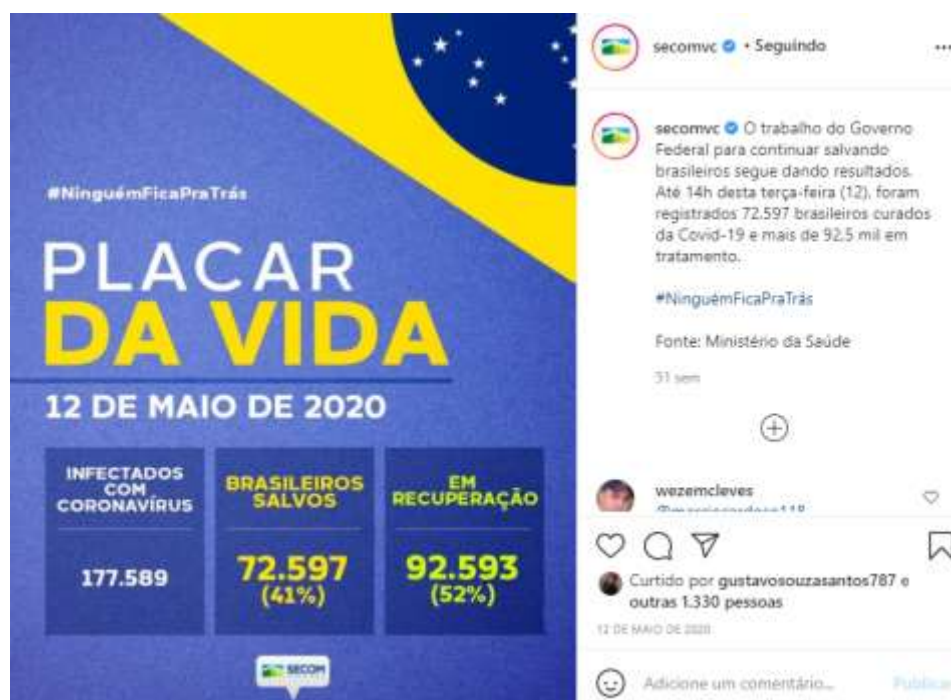 #NinguémFicaPraTrás
PLACAR
DA VIDA
12 DE MAIO DE 2020
INFECTADOS
COM
CORONAVÍRUS
177.589
BRASILEIROS
SALVOS
72.597
(41%)
EM
RECUPERAÇÃO
92.593
(52%)
SECOM
secomvc • Seguindo
secomvc O trabalho do Governo
Federal para continuar salvando
brasileiros segue dando resultados.
Até 14h desta terça-feira (12), foram
registrados 72.597 brasileiros curados
da Covid-19 e mais de 92,5 mil em
tratamento.
#NinguémFicaPraTrás
Fonte: Ministério da Saúde
51 sem
wezemcleves
Curtido por gustavosouzasantos787 e
outras 1.330 pessoas
12 DE MAIO DE 2020
Adicione um comentário...
Publicar